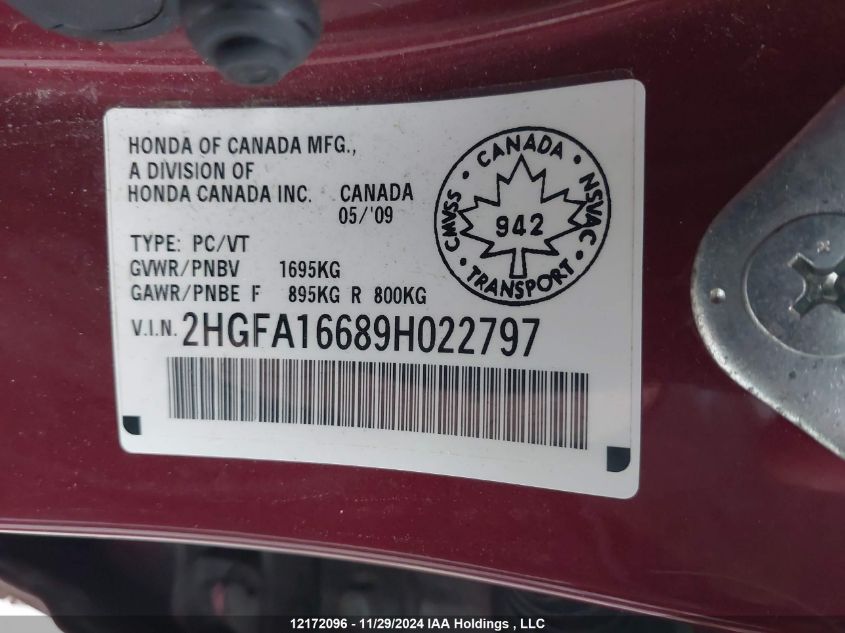 HONDA OF CANADA MFG.,
A DIVISION OF
HONDA CANADA INC. CANADA
05/'09
TYPE: PC/VT
GVWR/PNBV 1695KG
GAWR/PNBE F 895KG R 800KG
V.I.N. 2HGFA16689H022797
• CANADA •
CMVSS
NSVAC
942
• TRANSPORT •
12172096 - 11/29/2024 IAA Holdings , LLC